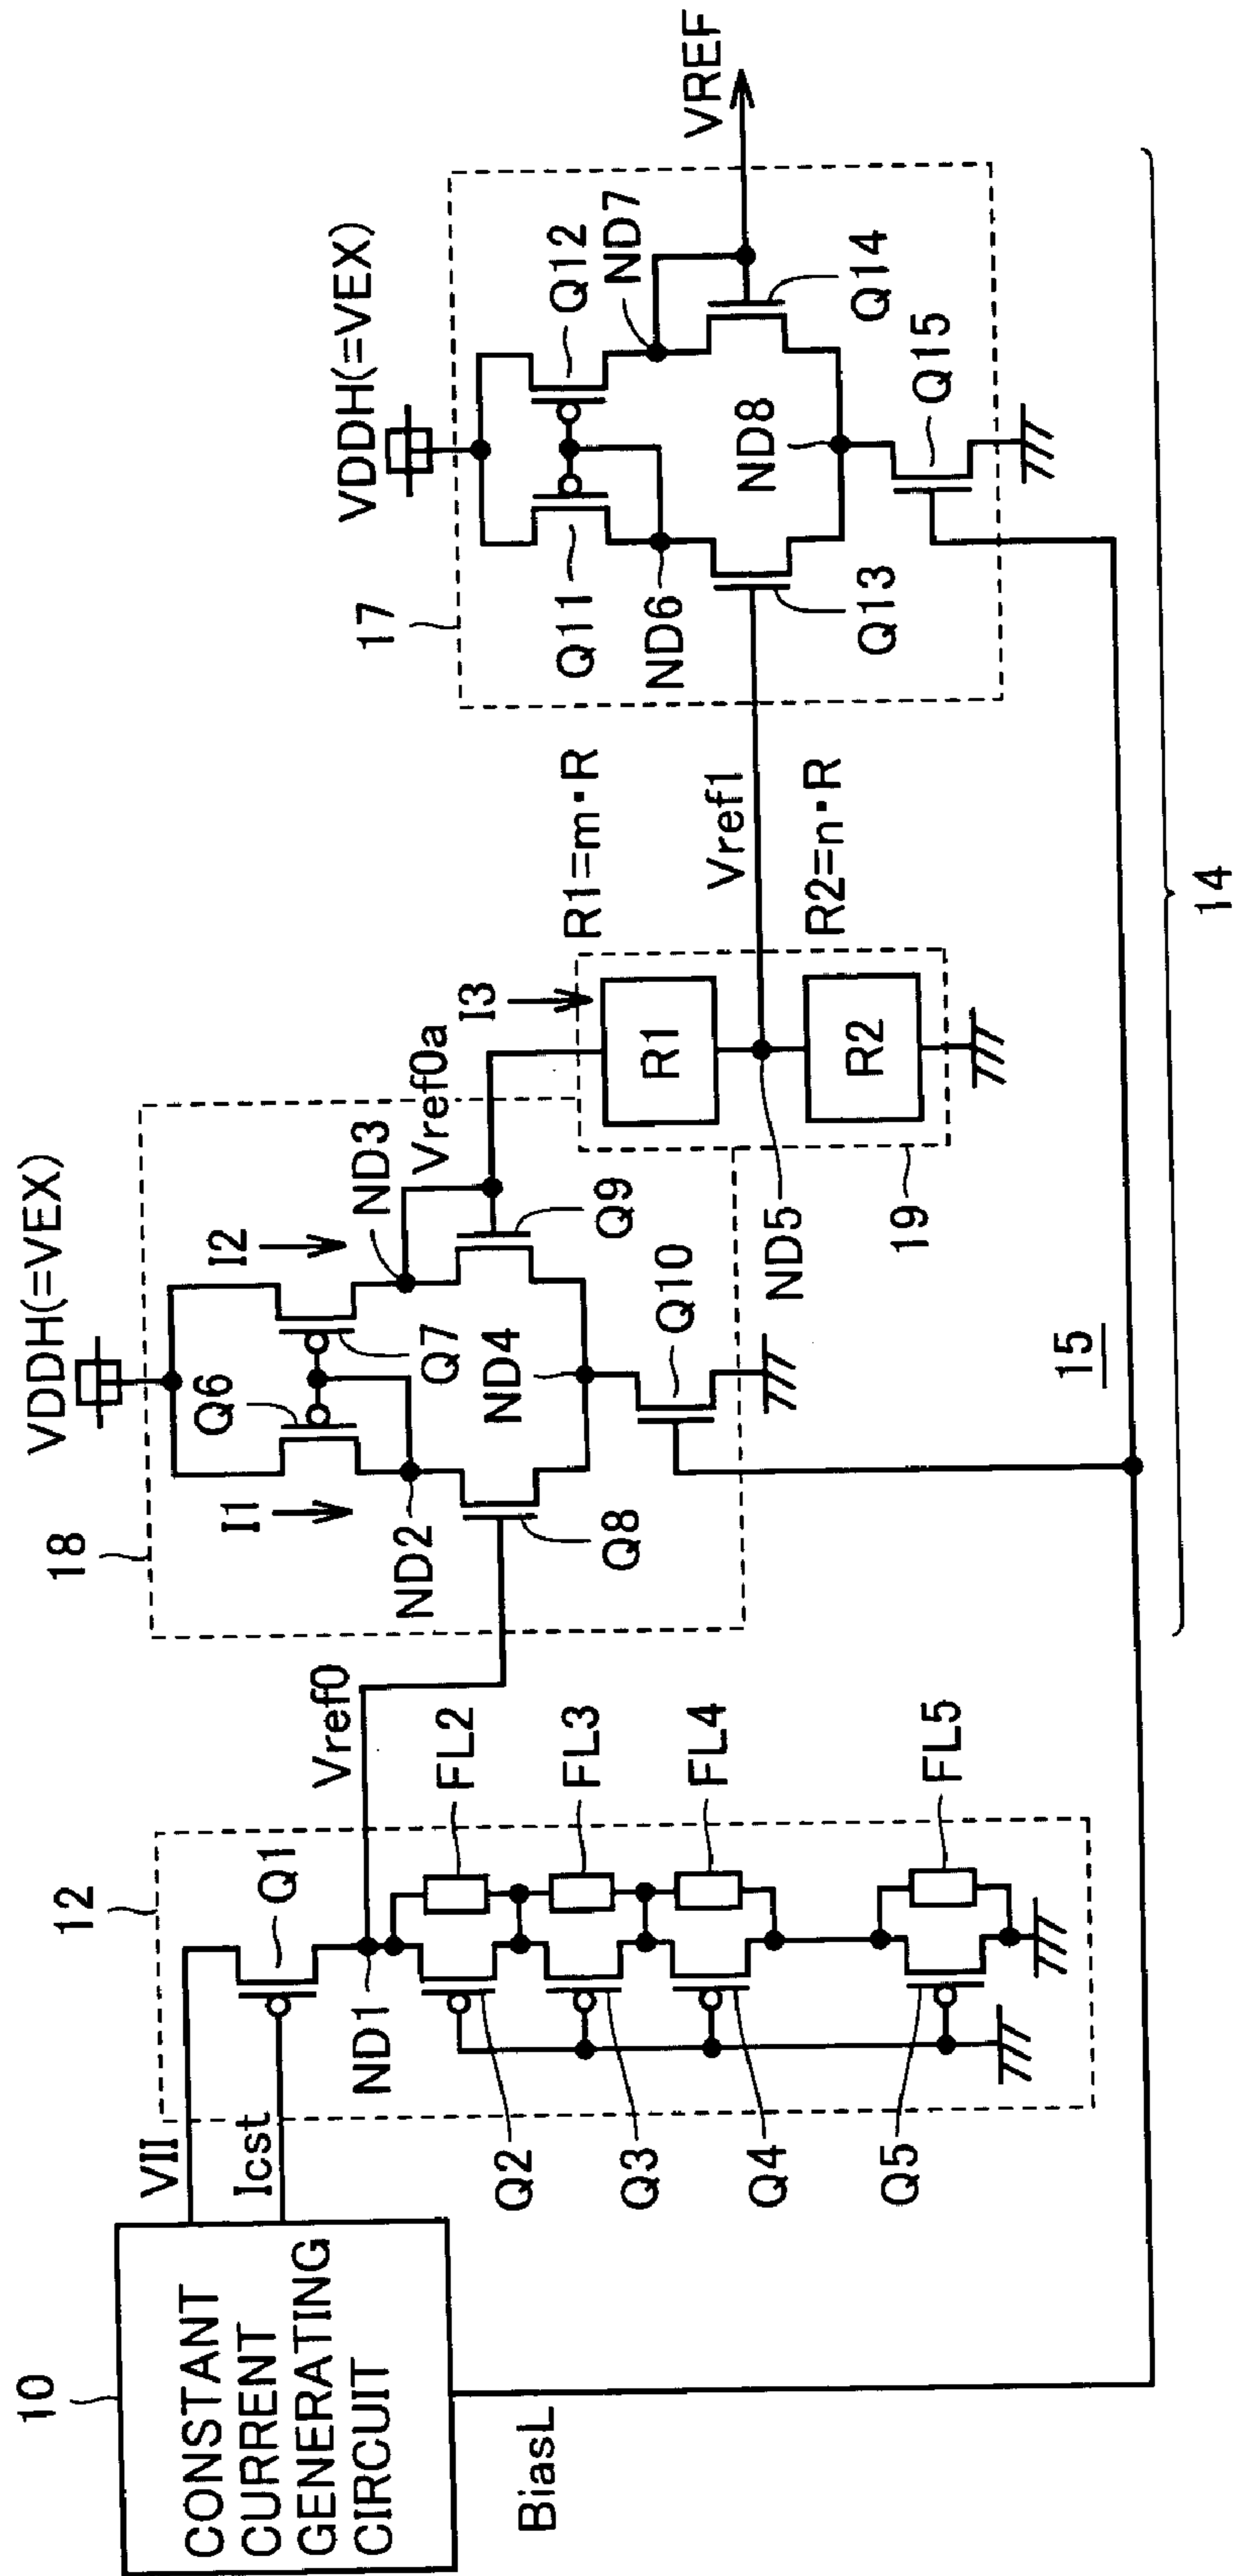 10
CONSTANT
CURRENT
GENERATING
CIRCUIT
BiasL
VII
Icst
12
Q1
ND1
Vref0
FL2
FL3
FL4
FL5
Q2
Q3
Q4
Q5
18
VDDH(=VEX)
I1
Q6
I2
Q7
ND2
ND3
Vref0a
ND4
Q8
Q9
Q10
I3
R1=m・R
R1
R2
Vref1
R2=n・R
ND5
19
15
14
17
VDDH(=VEX)
Q11
Q12
ND6
ND7
ND8
Q13
Q14
Q15
VREF